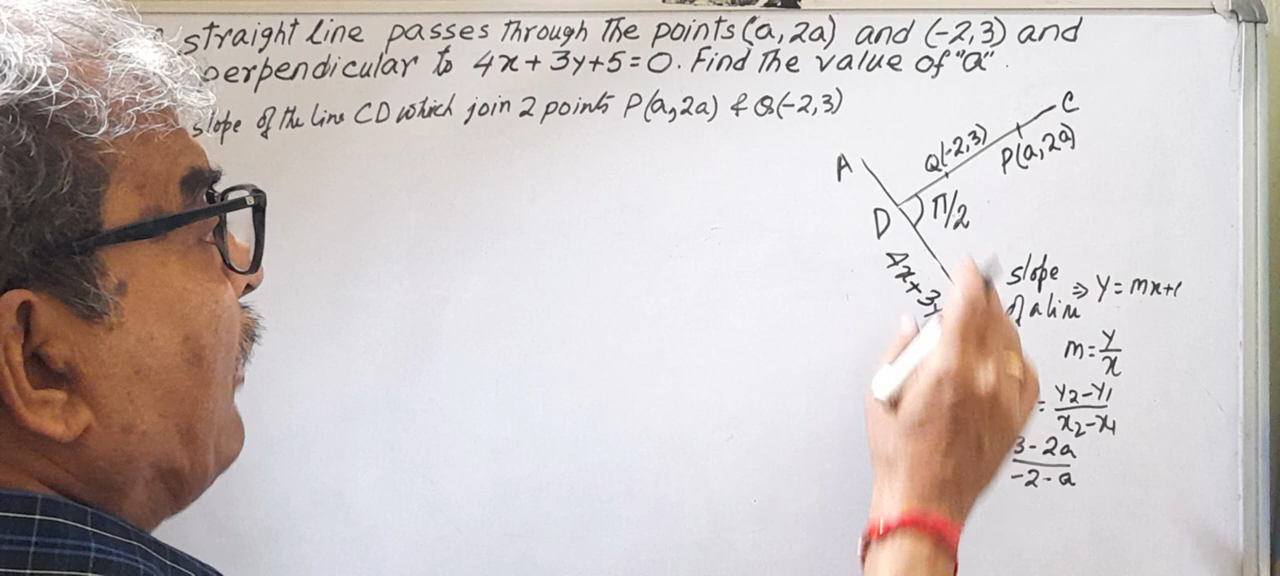 straight line passes through the points (a, 2a) and (-2,3) and
perpendicular to 4x+3y+5=0. Find the value of "a".
slope of the line CD which join 2 points P(a,2a) & Q(-2,3)
C
Q(-2,3)
P(a,2a)
A
D
π/2
4x+3y
slope of a line ⇒ y = mx+c
m = y/x
= y2-y1/x2-x1
3-2a/-2-a